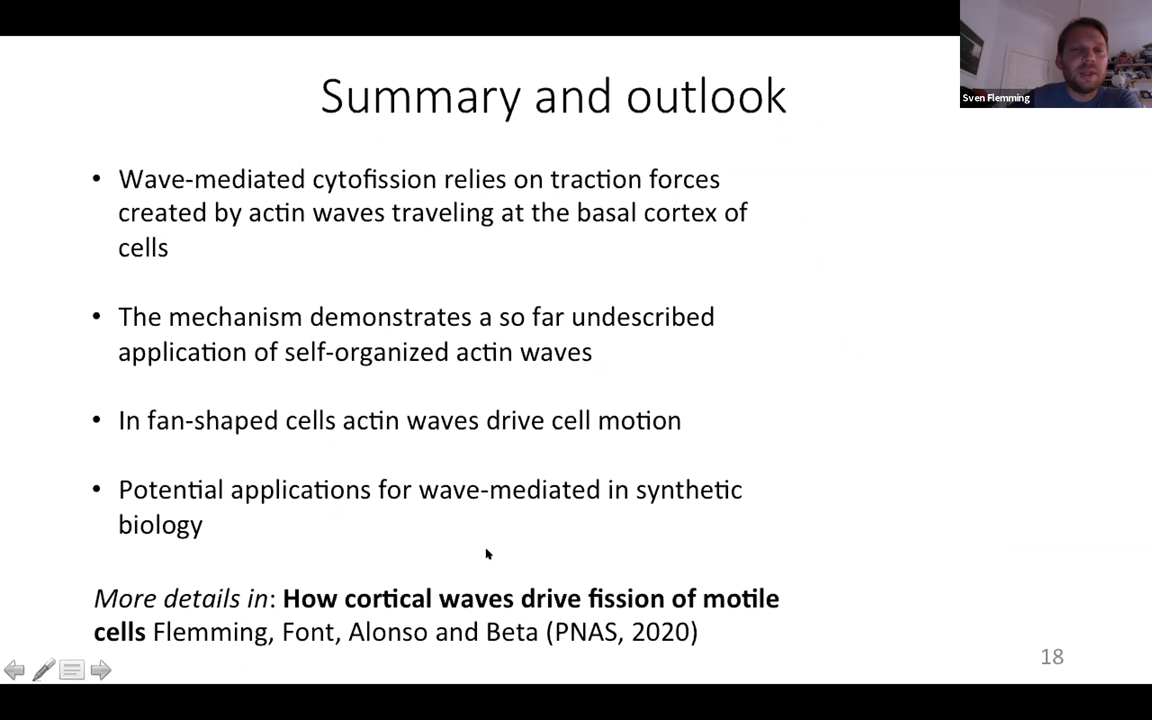 Summary and outlook
Sven Flemming
• Wave-mediated cytofission relies on traction forces
created by actin waves traveling at the basal cortex of
cells
• The mechanism demonstrates a so far undescribed
application of self-organized actin waves
• In fan-shaped cells actin waves drive cell motion
• Potential applications for wave-mediated in synthetic
biology
More details in: How cortical waves drive fission of motile
cells Flemming, Font, Alonso and Beta (PNAS, 2020)
18